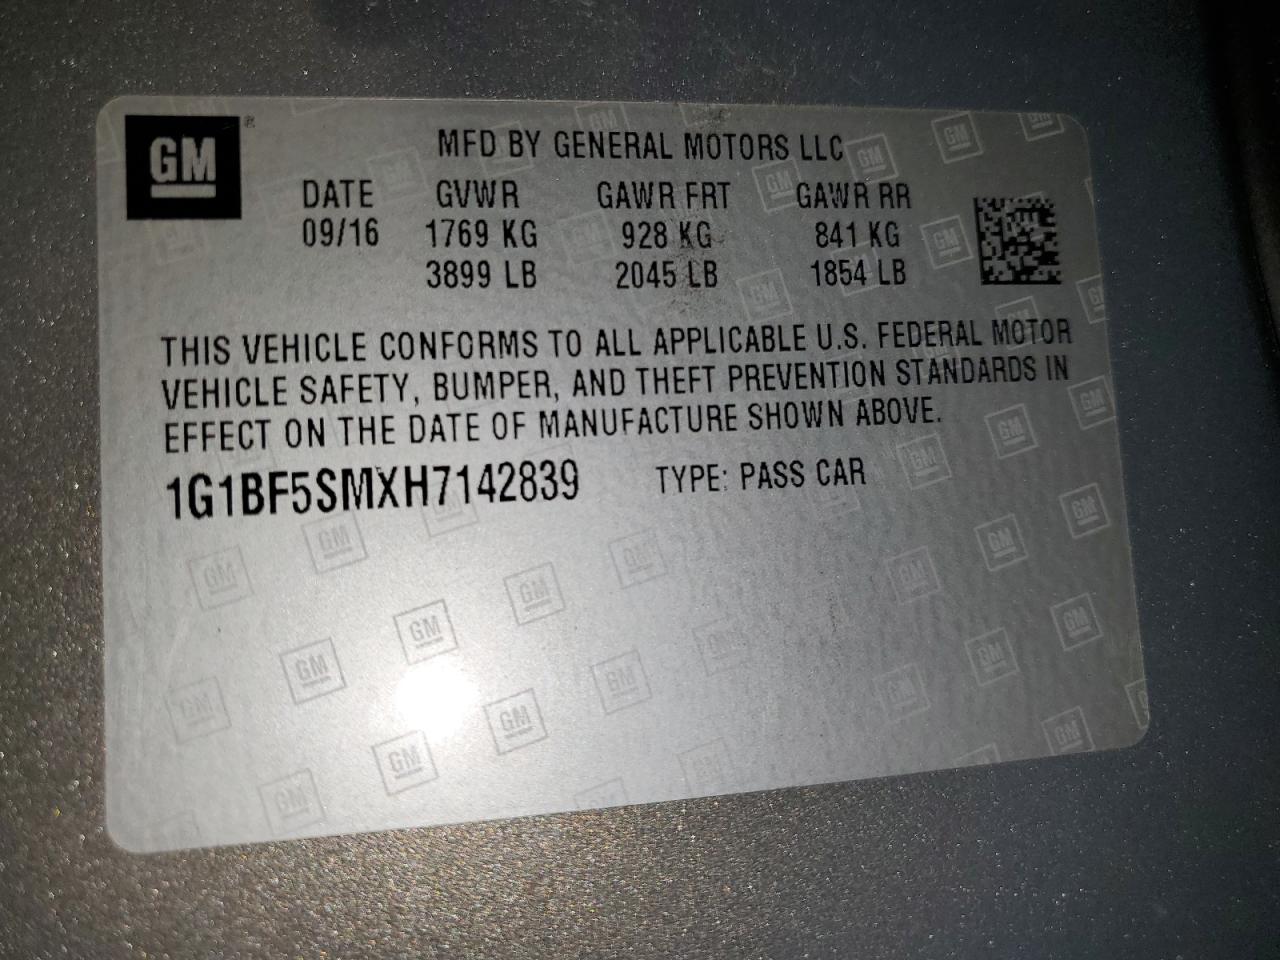 GM®
MFD BY GENERAL MOTORS LLC
DATE GVWR GAWR FRT GAWR RR
09/16 1769 KG 928 KG 841 KG
3899 LB 2045 LB 1854 LB
THIS VEHICLE CONFORMS TO ALL APPLICABLE U.S. FEDERAL MOTOR
VEHICLE SAFETY, BUMPER, AND THEFT PREVENTION STANDARDS IN
EFFECT ON THE DATE OF MANUFACTURE SHOWN ABOVE.
1G1BF5SMXH7142839 TYPE: PASS CAR